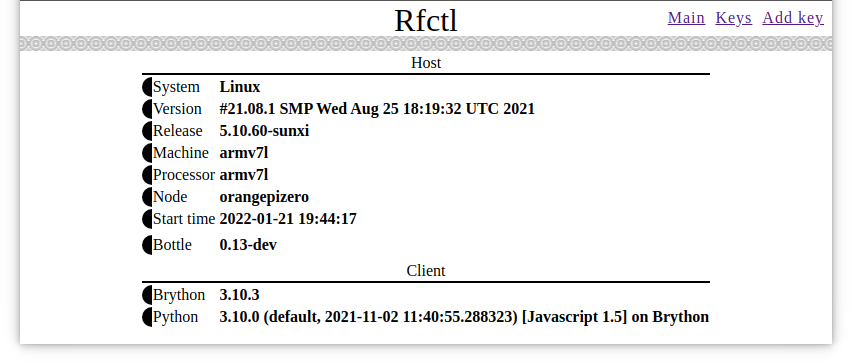 Rfctl
Main Keys Add key
Host
System Linux
Version #21.08.1 SMP Wed Aug 25 18:19:32 UTC 2021
Release 5.10.60-sunxi
Machine armv7l
Processor armv7l
Node orangepizero
Start time 2022-01-21 19:44:17
Bottle 0.13-dev
Client
Brython 3.10.3
Python 3.10.0 (default, 2021-11-02 11:40:55.288323) [Javascript 1.5] on Brython